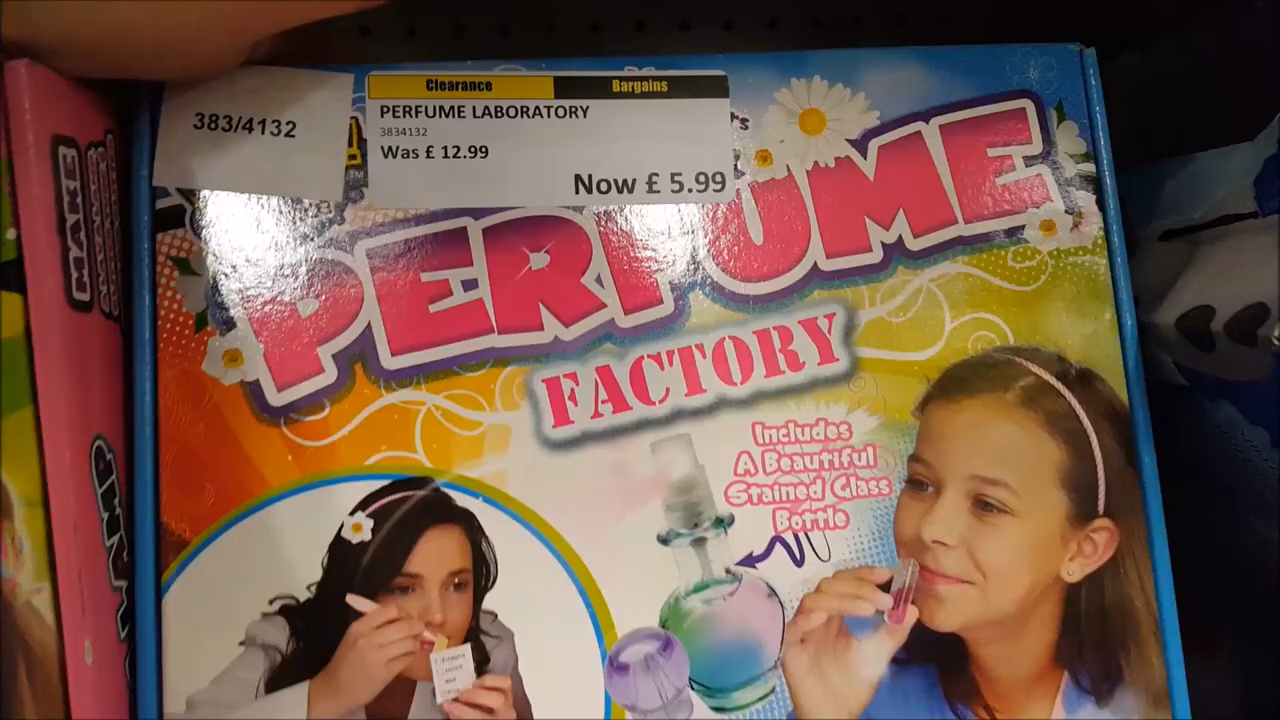 383/4132
Clearance Bargains
PERFUME LABORATORY
3834132
Was £ 12.99
Now £ 5.99
PERFUME
FACTORY
Includes
A Beautiful
Stained Glass
Bottle
MAKE